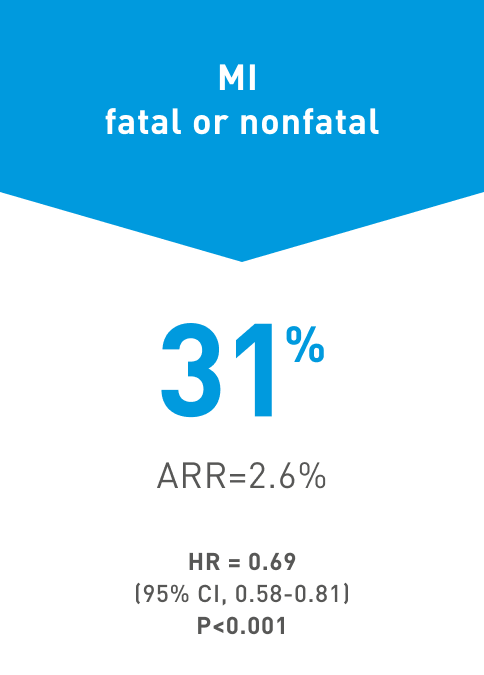 MI
fatal or nonfatal
31%
ARR=2.6%
HR = 0.69
(95% CI, 0.58-0.81)
P<0.001